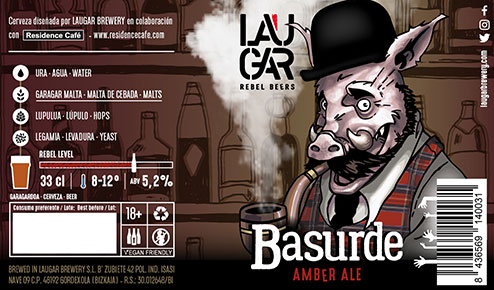 Cerveza diseñada por LAUGAR BREWERY en colaboración
con Residence Café - www.residencecafe.com
URA - AGUA - WATER
GARAGAR MALTA - MALTA DE CEBADA - MALTS
LUPULUA - LÚPULO - HOPS
LEGAMIA - LEVADURA - YEAST
REBEL LEVEL
33 cl 8-12º ABV 5,2%
GARAGARDOA - CERVEZA - BEER
Consumo preferente / Lote: Best before / Lot:
18+
VEGAN FRIENDLY
BREWED IN LAUGAR BREWERY S.L. Bº ZUBIETE 42 POL. IND. ISASI
NAVE 09 C.P. 48192 GORDEXOLA (BIZKAIA) - R.S.: 30.012648/BI
LAUGAR
REBEL BEERS
Basurde
AMBER ALE
laugarbrewery.com
8 436569 140031